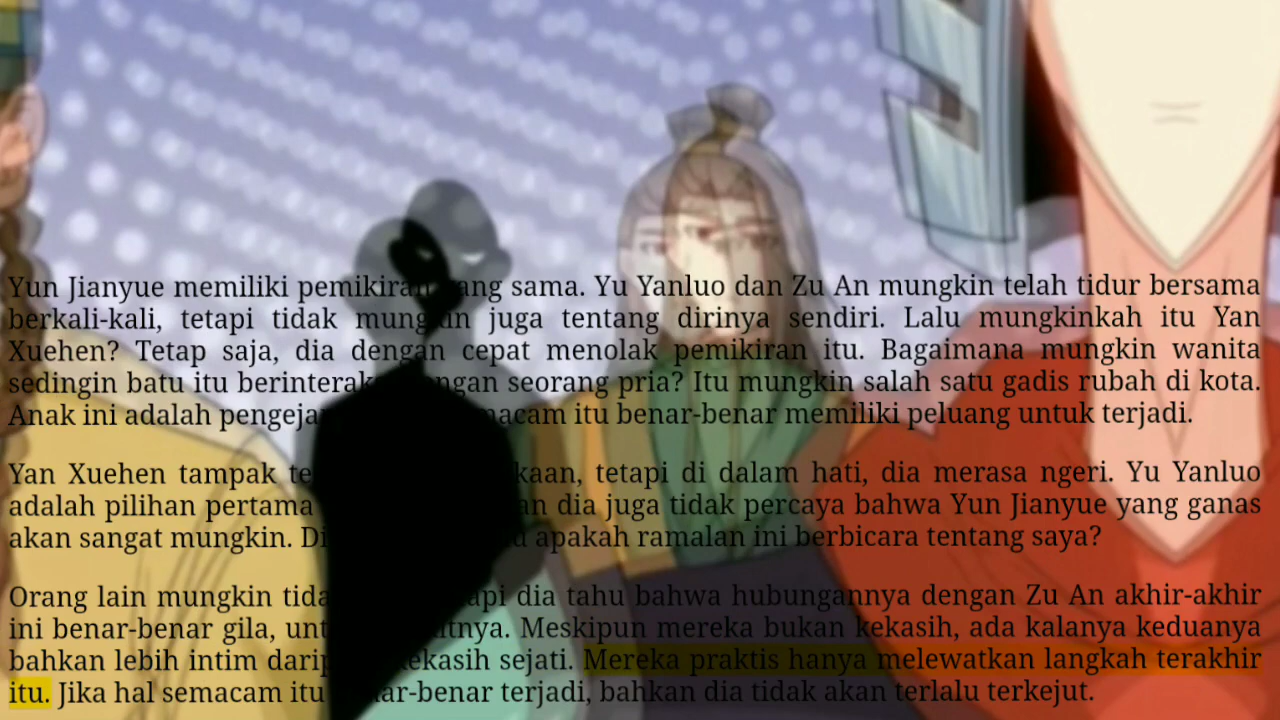 Yun Jianyue memiliki pemikiran yang sama. Yu Yanluo dan Zu An mungkin telah tidur bersama
berkali-kali, tetapi tidak mungkin juga tentang dirinya sendiri. Lalu mungkinkah itu Yan
Xuehen? Tetap saja, dia dengan cepat menolak pemikiran itu. Bagaimana mungkin wanita
sedingin batu itu berinteraksi dengan seorang pria? Itu mungkin salah satu gadis rubah di kota.
Anak ini adalah benar-benar memiliki peluang untuk terjadi.
Yan Xuehen tampak tetapi di dalam hati, dia merasa ngeri. Yu Yanluo
adalah pilihan pertama dia juga tidak percaya bahwa Yun Jianyue yang ganas
akan sangat mungkin. apakah ramalan ini berbicara tentang saya?
Orang lain mungkin dia tahu bahwa hubungannya dengan Zu An akhir-akhir
ini benar-benar gila, Meskipun mereka bukan kekasih, ada kalanya keduanya
bahkan lebih intim kekasih sejati. Mereka praktis hanya melewatkan langkah terakhir
itu. Jika hal semacam itu benar-benar terjadi, bahkan dia tidak akan terlalu terkejut.